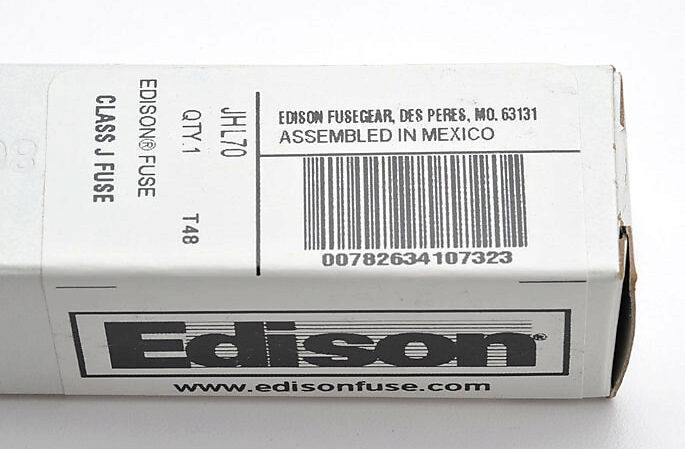 JHL70
QTY.1 T48
EDISON® FUSE
CLASS J FUSE
EDISON FUSEGEAR, DES PERES, MO. 63131
ASSEMBLED IN MEXICO
00782634107323
Edison®
www.edisonfuse.com